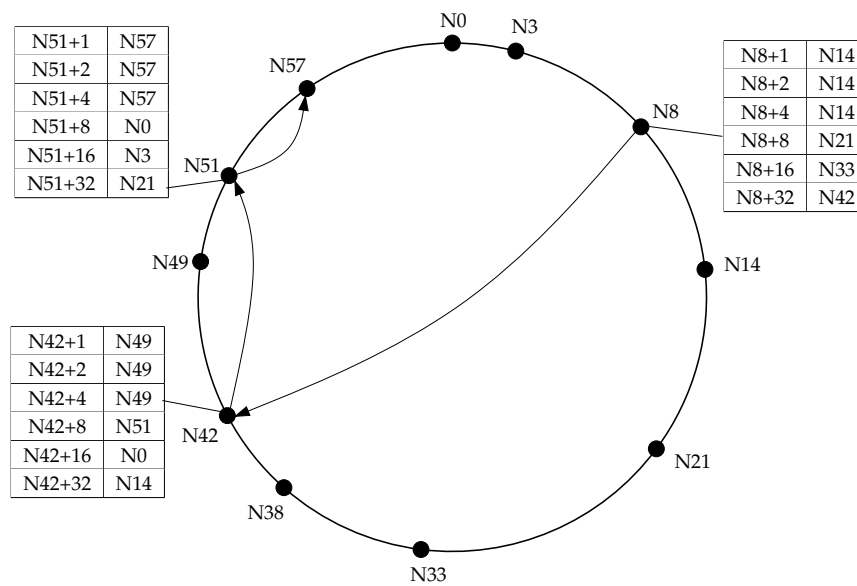 N0
N3
N51+1 N57
N51+2 N57
N51+4 N57
N51+8 N0
N51+16 N3
N51+32 N21
N57
N8+1 N14
N8+2 N14
N8+4 N14
N8+8 N21
N8+16 N33
N8+32 N42
N8
N51
N49
N14
N42+1 N49
N42+2 N49
N42+4 N49
N42+8 N51
N42+16 N0
N42+32 N14
N42
N21
N38
N33